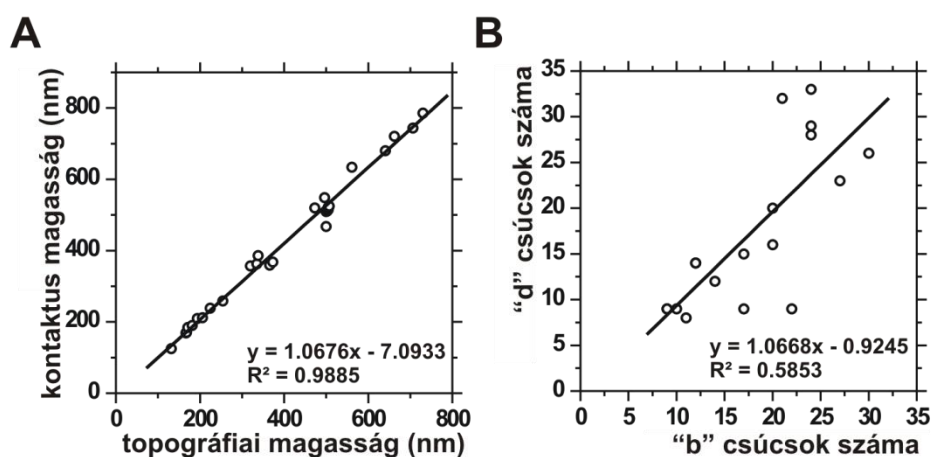 A
kontaktus magasság (nm)
800
600
400
200
0
y = 1.0676x - 7.0933
R² = 0.9885
0 200 400 600 800
topográfiai magasság (nm)
B
“d” csúcsok száma
35
30
25
20
15
10
5
0
y = 1.0668x - 0.9245
R² = 0.5853
0 5 10 15 20 25 30 35
“b” csúcsok száma